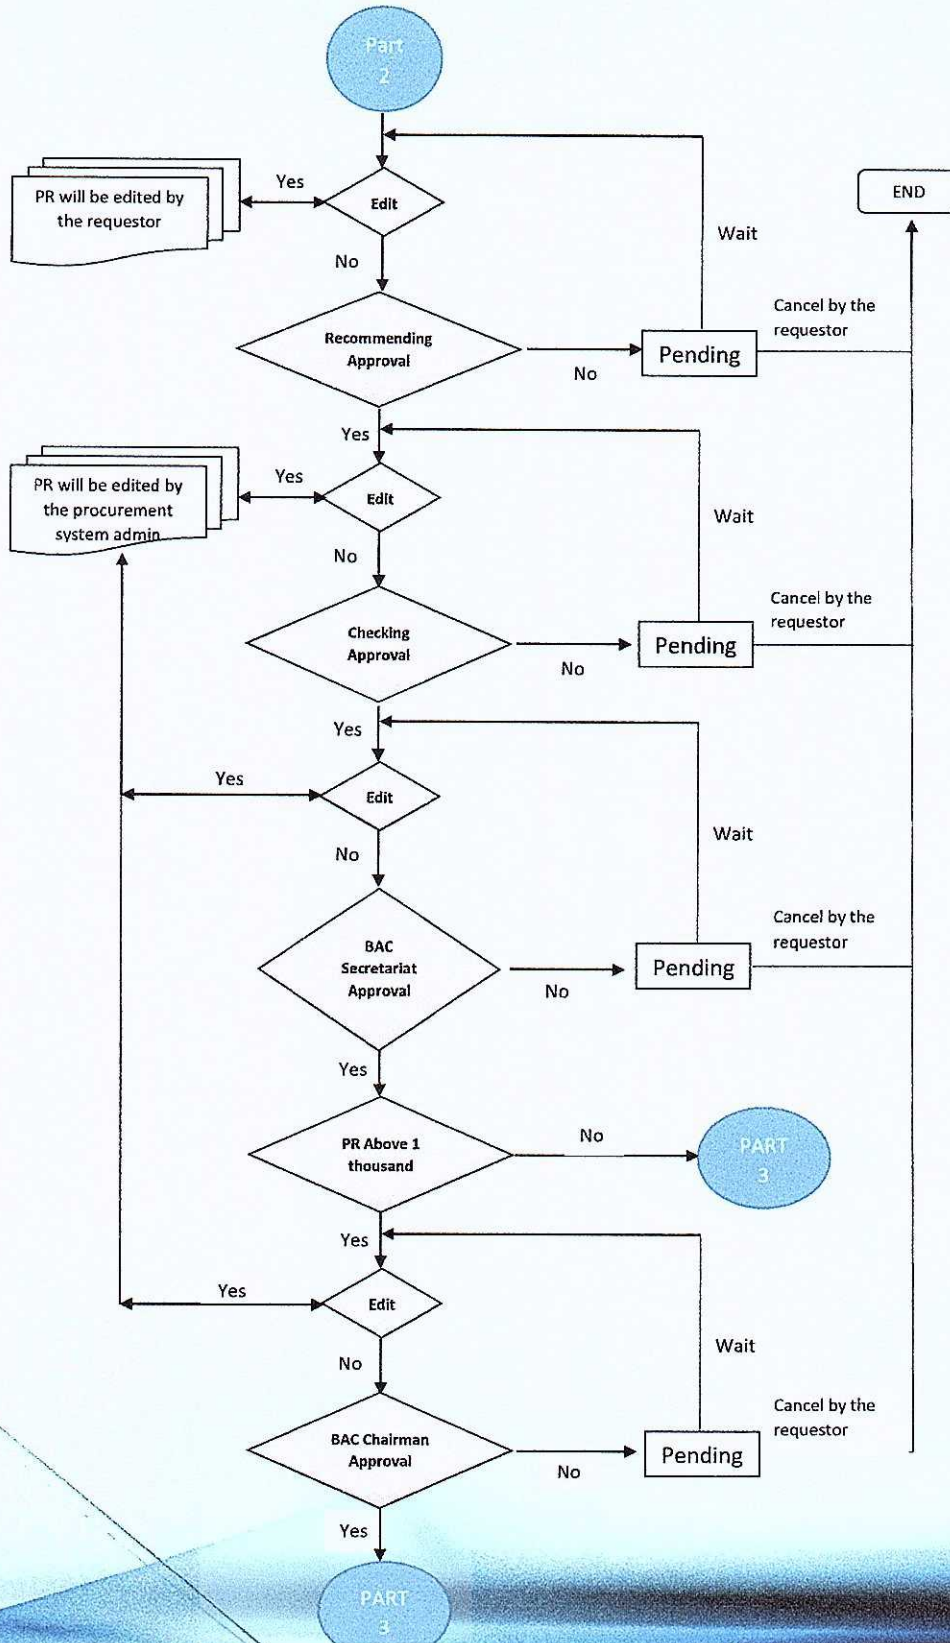 Part
2
Yes
PR will be edited by
the requestor
Edit
END
No
Wait
Recommending
Approval
No
Pending
Cancel by the
requestor
Yes
Yes
PR will be edited by
the procurement
system admin
Edit
No
Wait
Checking
Approval
No
Pending
Cancel by the
requestor
Yes
Yes
Edit
No
Wait
BAC
Secretariat
Approval
No
Pending
Cancel by the
requestor
Yes
PR Above 1
thousand
No
PART
3
Yes
Yes
Edit
No
Wait
BAC Chairman
Approval
No
Pending
Cancel by the
requestor
Yes
PART
3